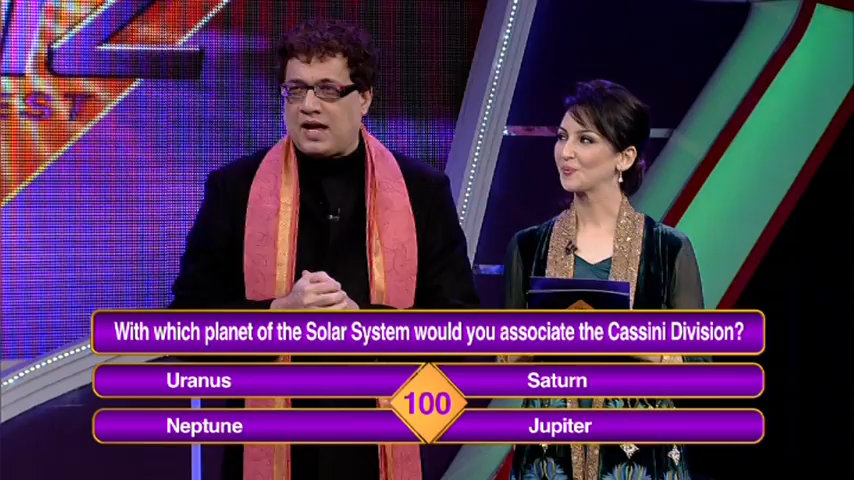 With which planet of the Solar System would you associate the Cassini Division?
Uranus
Saturn
100
Neptune
Jupiter